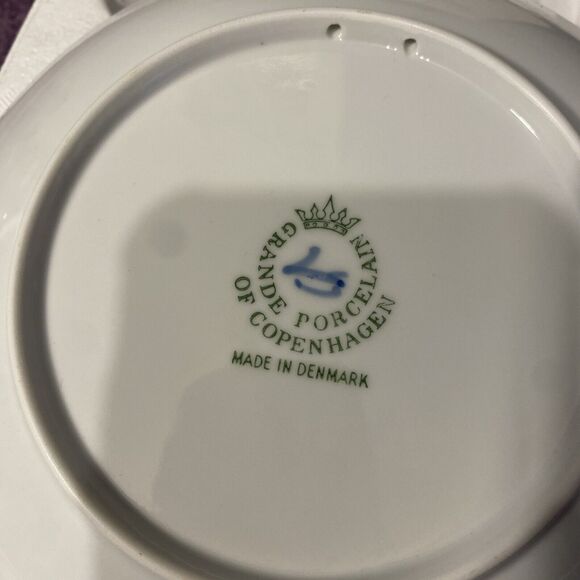 GRANDE PORCELAIN
OF COPENHAGEN
MADE IN DENMARK